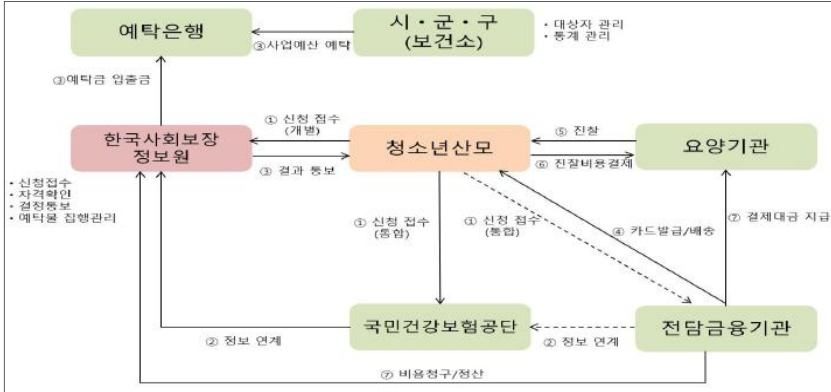 예탁은행
시・군・구
(보건소)
・대상자 관리
・통계 관리
③사업예산 예탁
③예탁금 입출금
한국사회보장
정보원
① 신청 접수
(개별)
③ 결과 통보
청소년산모
⑤ 진찰
⑥ 진찰비용결제
요양기관
・신청접수
・자격확인
・결정통보
・예탁물 집행관리
① 신청 접수
(통합)
① 신청 접수
(통합)
④ 카드발급/배송
⑦ 결제대금 지급
국민건강보험공단
전담금융기관
② 정보 연계
② 정보 연계
⑦ 비용청구/정산